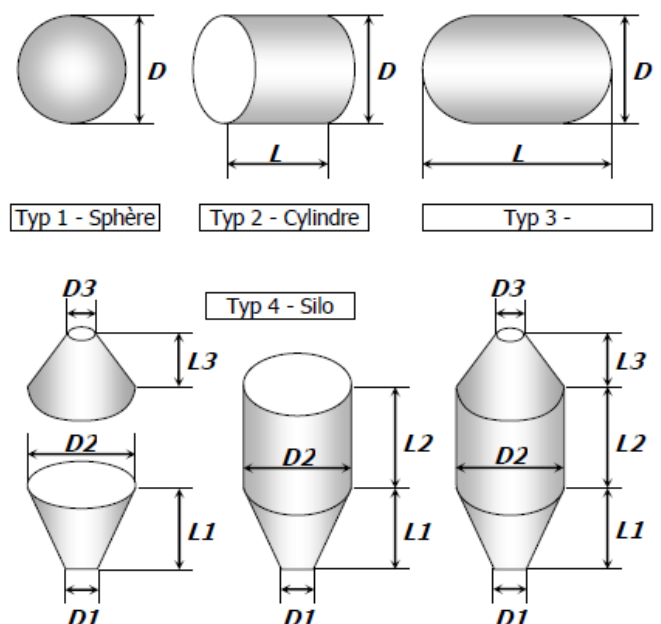 D
D
D
L
L
Typ 1 - Sphère
Typ 2 - Cylindre
Typ 3 -
D3
Typ 4 - Silo
D3
L3
L3
D2
D2
L2
D2
L2
L1
L1
L1
D1
D1
D1